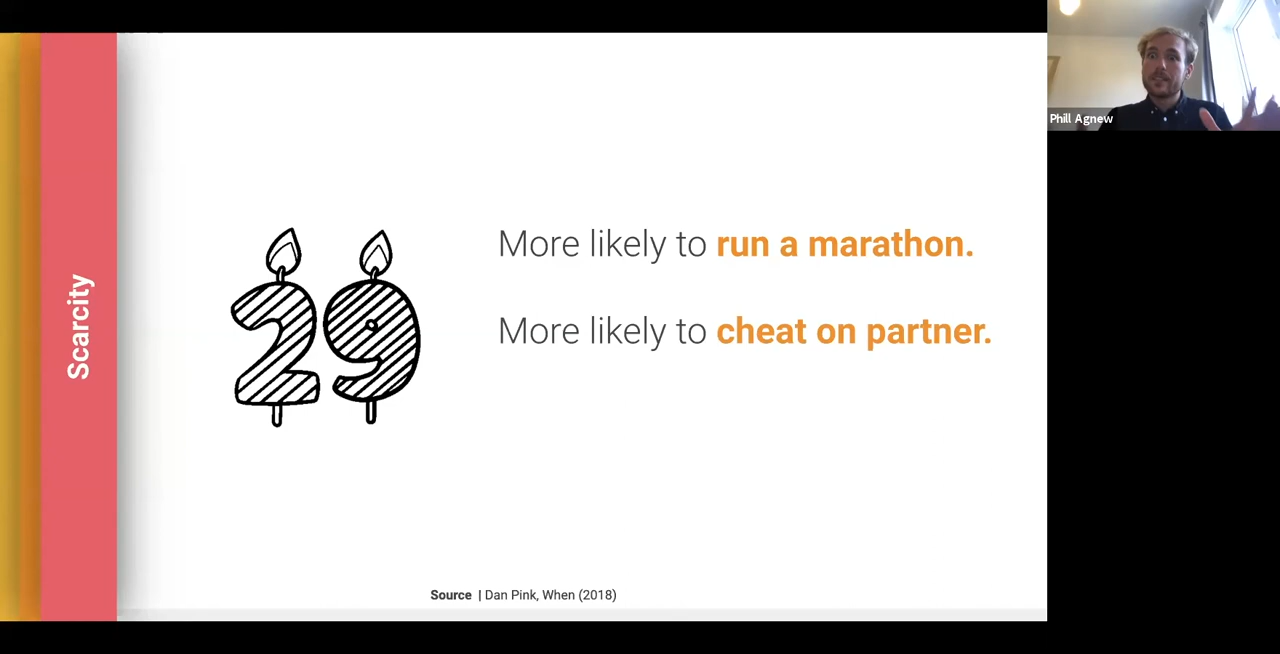 Scarcity
29
More likely to run a marathon.
More likely to cheat on partner.
Source | Dan Pink, When (2018)
Phill Agnew